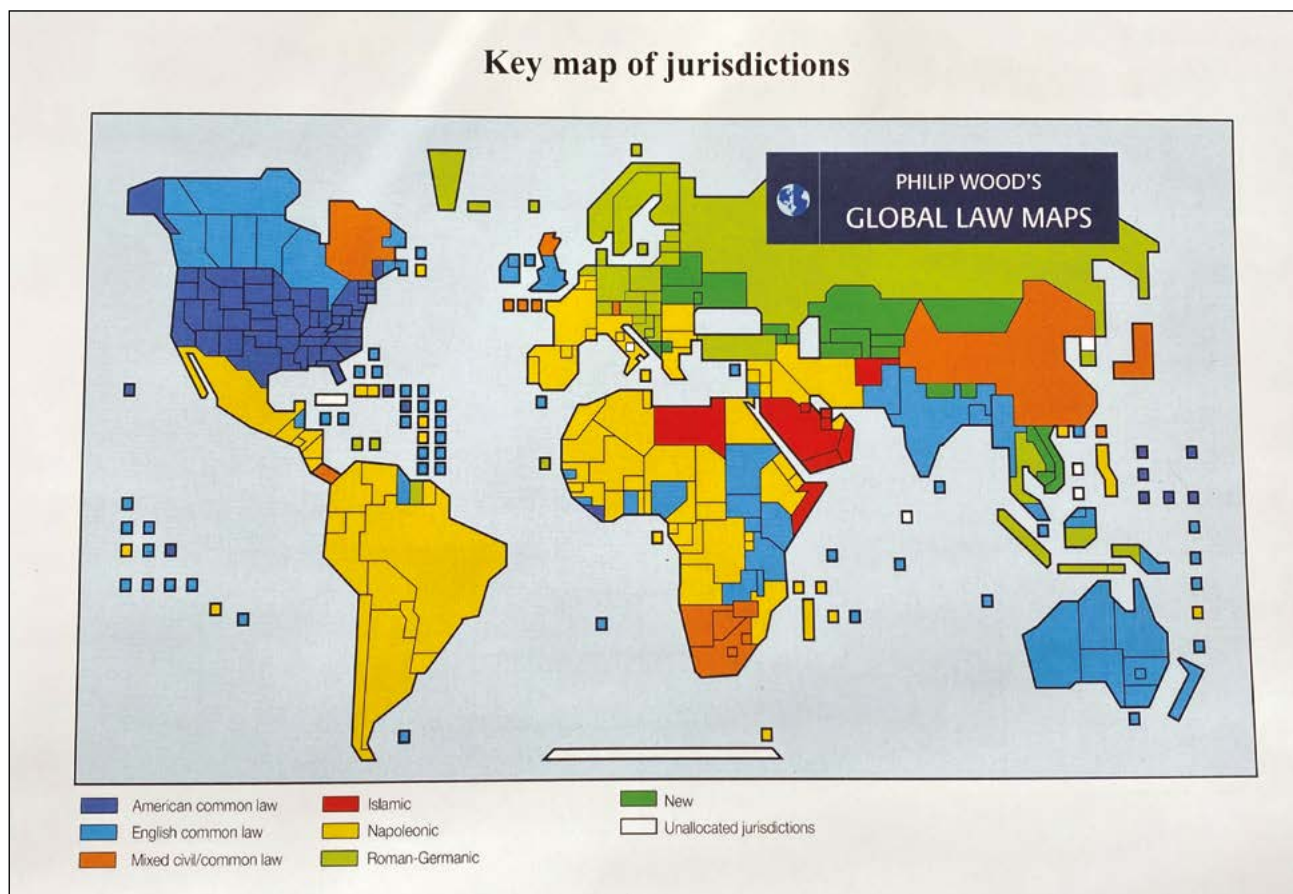 Key map of jurisdictions
PHILIP WOOD'S
GLOBAL LAW MAPS
American common law
English common law
Mixed civil/common law
Islamic
Napoleonic
Roman-Germanic
New
Unallocated jurisdictions